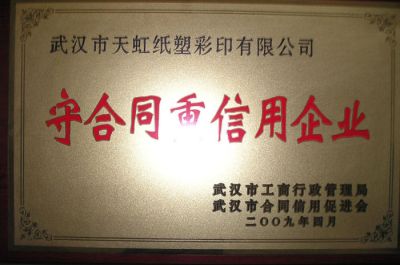 武汉市天虹纸塑彩印有限公司
守合同重信用企业
武汉市工商行政管理局
武汉市合同信用促进会
二OO九年四月